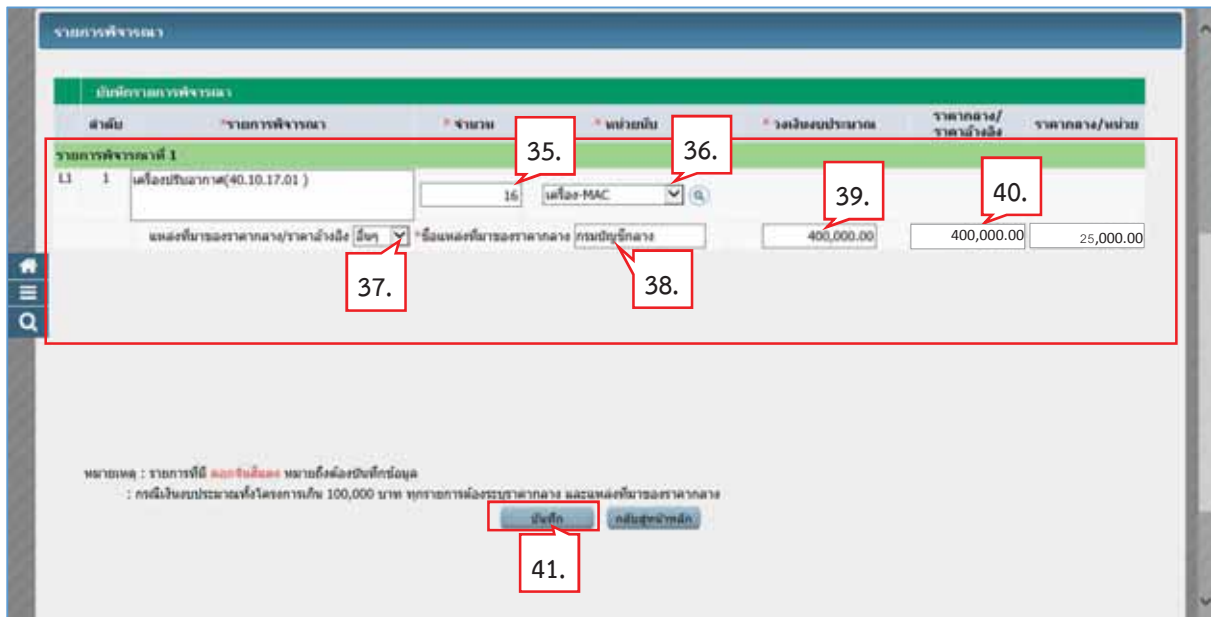 รายการพิจารณา
บันทึกรายการพิจารณา
ลำดับ *รายการพิจารณา * จำนวน * หน่วยนับ * วงเงินงบประมาณ ราคากลาง/ราคาอ้างอิง ราคากลาง/หน่วย
รายการพิจารณาที่ 1
35. 36. 39. 40.
L1 1 เครื่องปรับอากาศ(40.10.17.01 ) 16 เครื่อง-MAC
แหล่งที่มาของราคากลาง/ราคาอ้างอิง อื่นๆ *ชื่อแหล่งที่มาของราคากลาง กรมบัญชีกลาง 400,000.00 400,000.00 25,000.00
37. 38.
หมายเหตุ : รายการที่มี ดอกจันสีแดง หมายถึงต้องบันทึกข้อมูล
: กรณีเงินงบประมาณทั้งโครงการเกิน 100,000 บาท ทุกรายการต้องระบุราคากลาง และแหล่งที่มาของราคากลาง
บันทึก กลับสู่หน้าหลัก
41.